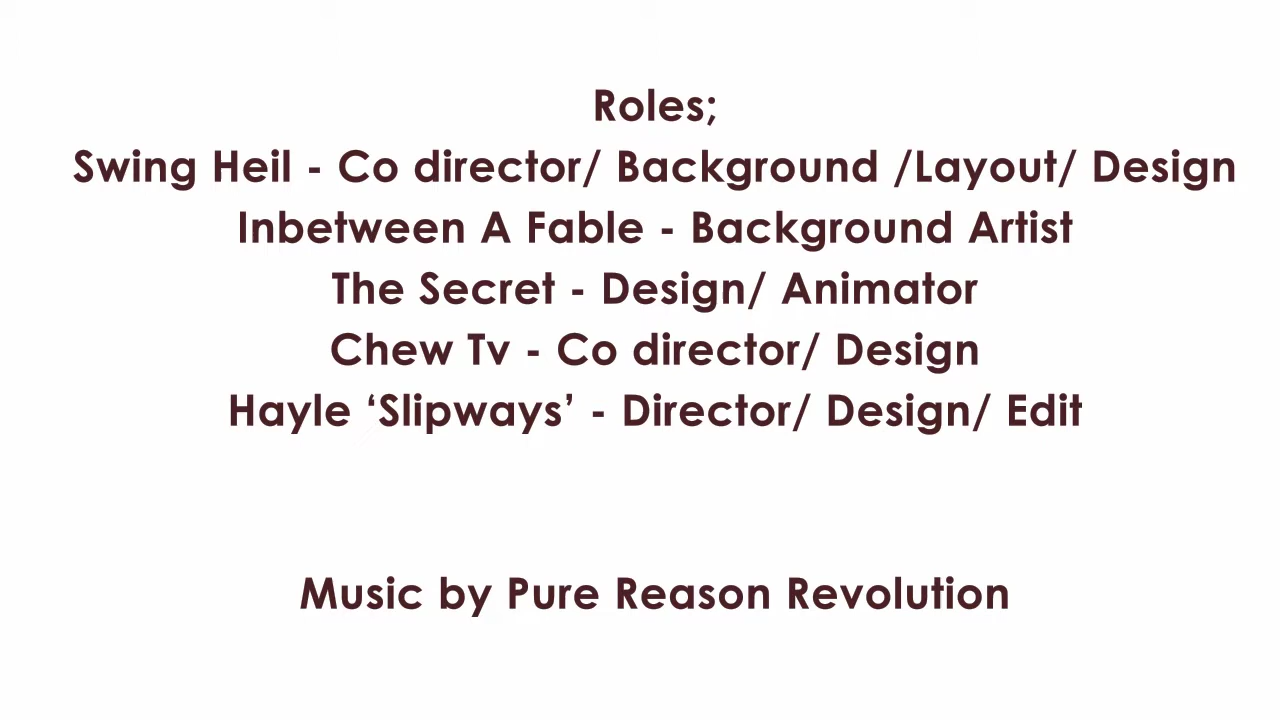 Roles;
Swing Heil - Co director/ Background /Layout/ Design
Inbetween A Fable - Background Artist
The Secret - Design/ Animator
Chew Tv - Co director/ Design
Hayle ‘Slipways’ - Director/ Design/ Edit
Music by Pure Reason Revolution